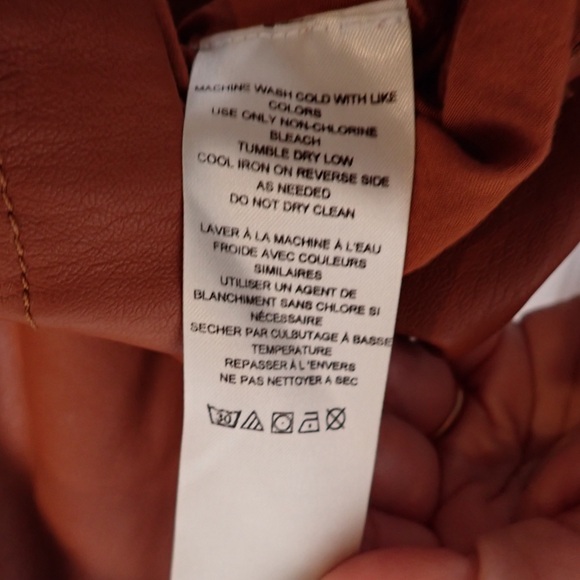 MACHINE WASH COLD WITH LIKE
COLORS
USE ONLY NON-CHLORINE
BLEACH
TUMBLE DRY LOW
COOL IRON ON REVERSE SIDE
AS NEEDED
DO NOT DRY CLEAN
LAVER À LA MACHINE À L'EAU
FROIDE AVEC COULEURS
SIMILAIRES
UTILISER UN AGENT DE
BLANCHIMENT SANS CHLORE SI
NÉCESSAIRE
SECHER PAR CULBUTAGE À BASSE
TEMPERATURE
REPASSER À L'ENVERS
NE PAS NETTOYER A SEC
30